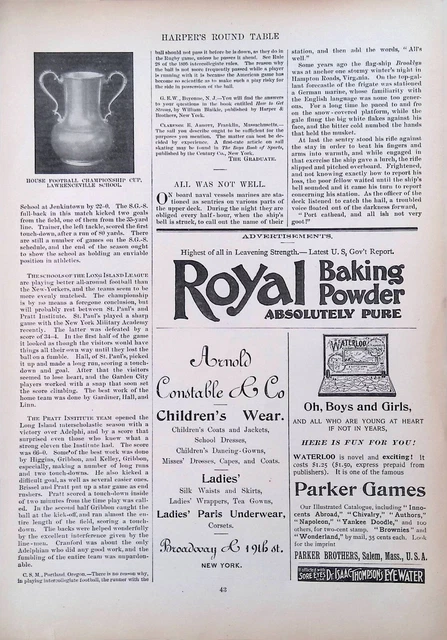 HARPER'S ROUND TABLE
HOUSE FOOTBALL CHAMPIONSHIP CUP,
LAWRENCEVILLE SCHOOL.
School at Jenkintown by 22-0. The S.G.-S.
full-back in this match kicked two goals
from the field, one of them from the 35-yard
line. Trainer, the left tackle, scored the first
touch-down, after a run of 80 yards. There
are still a number of games on the S.G.-S.
schedule, and the end of the season ought
to show the school as holding an enviable
position in athletics.
THE SCHOOLS OF THE LONG ISLAND LEAGUE
are playing better all-around football than
the New-Yorkers, and the teams seem to be
more evenly matched. The championship
is by no means a foregone conclusion, but
will probably rest between St. Paul's and
Pratt Institute. St. Paul's played a sharp
game with the New York Military Academy
recently. The latter was defeated by a
score of 34-4. In the first half of the game
it looked as though the visitors would have
things all their own way until they lost the
ball on a fumble. Hall, of St. Paul's, picked
it up and made a long run, scoring a touch-
down and goal. After that the visitors
seemed to lose heart, and the Garden City
players worked with a snap that soon set
the score climbing. The best work of the
home team was done by Gardiner, Hall, and
Linn.
THE PRATT INSTITUTE TEAM opened the
Long Island interscholastic season with a
victory over Adelphi, and by a score that
surprised even those who knew what a
strong eleven the Institute had. The score
was 66-0. Some of the best work was done
by Higgins, Gribbon, and Kelley, Gribbon,
especially, making a number of long runs
and two touch-downs. He also kicked a
difficult goal, as well as several easier ones.
Brissel and Pratt put up a star game as end
rushers. Pratt scored a touch-down inside
of two minutes from the time play was call-
ed. In the second half Gribbon caught the
ball at the kick-off, and ran almost the en-
tire length of the field, scoring a touch-
down. The backs were helped wonderfully
by the excellent interference given by the
line-men. Cranford was about the only
Adelphian who did any good work, and the
fumbling of the entire team was unpardon-
able.
C. S. M., Portland, Oregon.—There is no reason why,
in playing interscholastic football, the runner with the
ball should not pass it before he is down, as they do in
the Rugby game, unless he passes it ahead. See Rule
of the 1895 intercollegiate rules. The reason why
the ball is not more frequently passed while a player
is running with it is because the American game has
become so scientific as to make such a play risky for
the side in possession of the ball.
G. R. W., Bayonne, N. J.—You will find the answers
to your questions in the book entitled How to Get
Strong, by William Blaikie, published by Harper &
Brothers, New York.
CLARENCE E. ABBOTT, Franklin, Massachusetts.—
The call you describe ought to be sufficient for the
purposes you mention. The matter can best be de-
cided by experience. A first-rate article on sail
skating may be found in The Boys Book of Sports,
published by the Century Co., New York.
THE GRADUATE.
ALL WAS NOT WELL.
ON board naval vessels marines are sta-
tioned as sentries on various parts of
the upper deck. During the night they are
obliged every half-hour, when the ship's
bell is struck, to call out the name of their
station, and then add the words, "All's
well."
Some years ago the flag-ship Brooklyn
was at anchor one stormy winter's night in
Hampton Roads, Virginia. On the top-gal-
lant forecastle of the frigate was stationed
a German marine, whose familiarity with
the English language was none too gener-
ous. For a long time he paced to and fro
on the snow-covered platform, while the
gale flung the big white flakes against his
face, and the bitter cold numbed the hands
that held the musket.
At last the sentry stood his rifle against
the stay in order to beat his fingers and
arms into warmth, and while engaged in
that exercise the ship gave a lurch, the rifle
slipped and pitched overboard. Frightened,
and not knowing exactly how to report his
loss, the poor fellow waited until the ship's
bell sounded and it came his turn to report
concerning his station. As the officer of the
deck listened to catch the hail, a troubled
voice floated out of the darkness forward,
"Port cathead, and all ish not very
goot!"
ADVERTISEMENTS.
Highest of all in Leavening Strength.—Latest U. S. Gov't Report.
Royal Baking
Powder
ABSOLUTELY PURE
Arnold
Constable & Co
Children's Wear.
Children's Coats and Jackets,
School Dresses,
Children's Dancing-Gowns,
Misses' Dresses, Capes, and Coats.
Ladies'
Silk Waists and Skirts,
Ladies' Wrappers, Tea Gowns,
Ladies' Paris Underwear,
Corsets.
Broadway & 19th st.
NEW YORK.
WATERLOO
Oh, Boys and Girls,
AND ALL WHO ARE YOUNG AT HEART
IF NOT IN YEARS,
HERE IS FUN FOR YOU!
WATERLOO is novel and exciting! It
costs $1.25 ($1.50, express prepaid from
publishers). It is one of the famous
Parker Games
Our Illustrated Catalogue, including "Inno-
cents Abroad," "Chivalry," "Authors,"
"Napoleon," "Yankee Doodle," and 100
others, for two-cent stamp. "Brownies" and
"Wonderland," by mail, 35 cents each. Look
for the imprint
PARKER BROTHERS, Salem, Mass., U. S. A.
If afflicted with
SORE EYES Dr. ISAAC THOMPSON'S EYE WATER
43